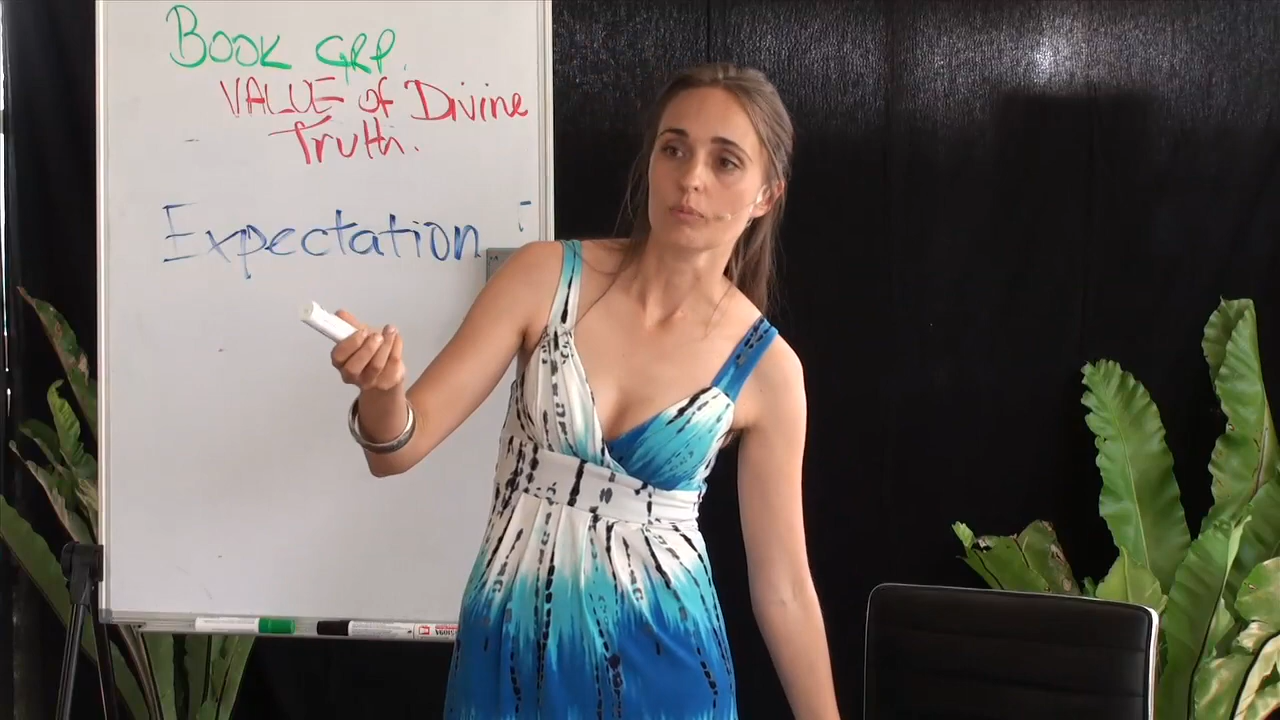 BOOK GRP.
VALUE of Divine
Truth.
Expectation